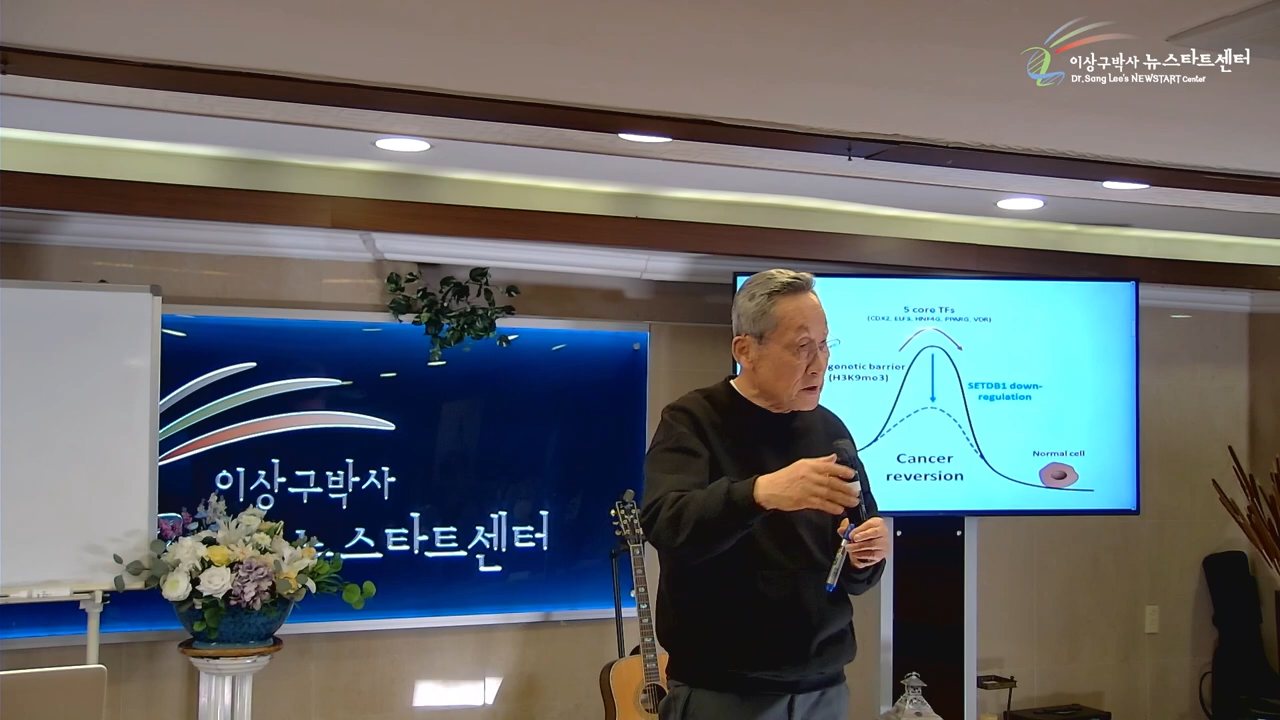 이상구박사 뉴스타트센터
Dr. Sang Lee's NEWSTART Center
5 core TFs
(CDX2, ELF3, HNF4G, PPARG, VDR)
genetic barrier
(H3K9me3)
SETDB1 down-
regulation
Cancer
reversion
Normal cell
이상구박사
뉴스타트센터